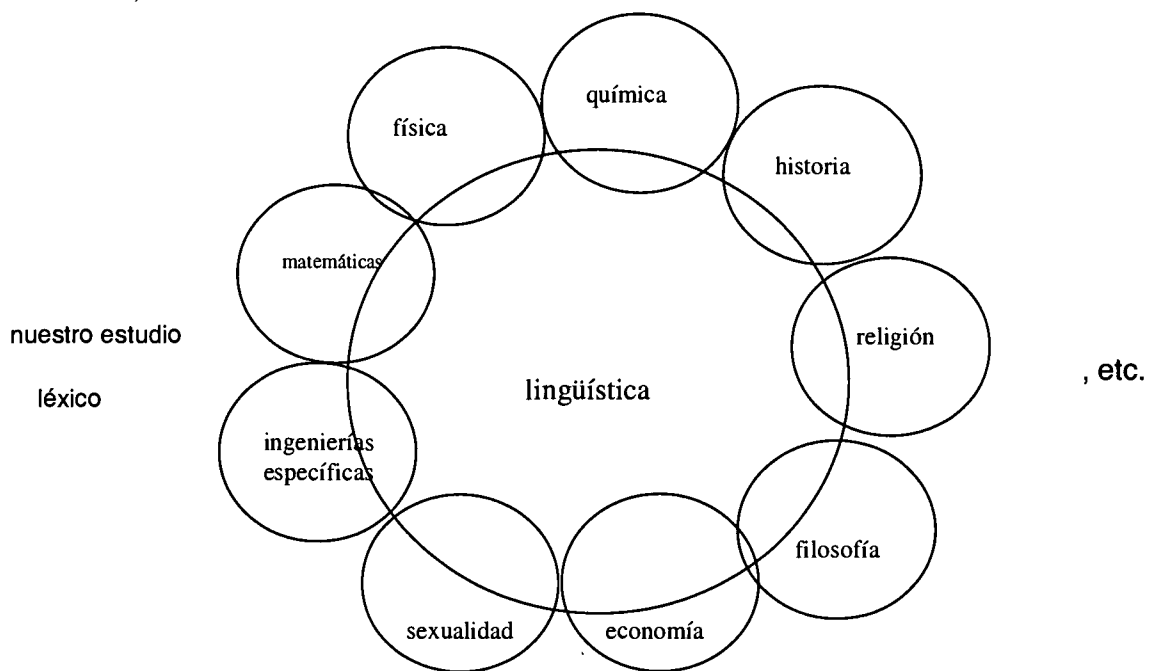 química
física
historia
matemáticas
nuestro estudio
léxico
religión
, etc.
lingüística
ingenierías
específicas
filosofía
sexualidad
economía